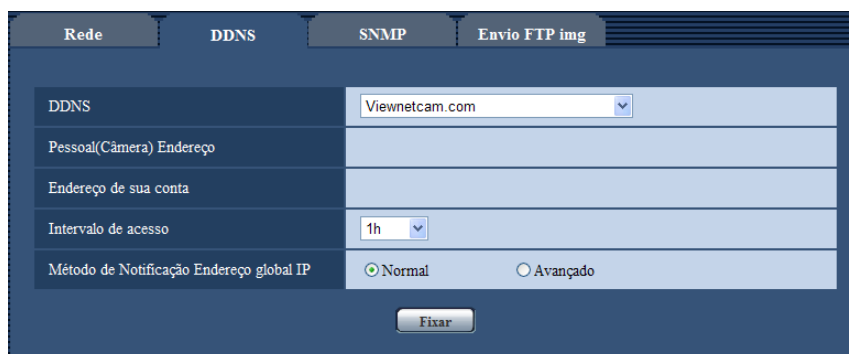 Rede DDNS SNMP Envio FTP img
DDNS Viewnetcam.com
Pessoal(Câmera) Endereço
Endereço de sua conta
Intervalo de acesso 1h
Método de Notificação Endereço global IP Normal Avançado
Fixar